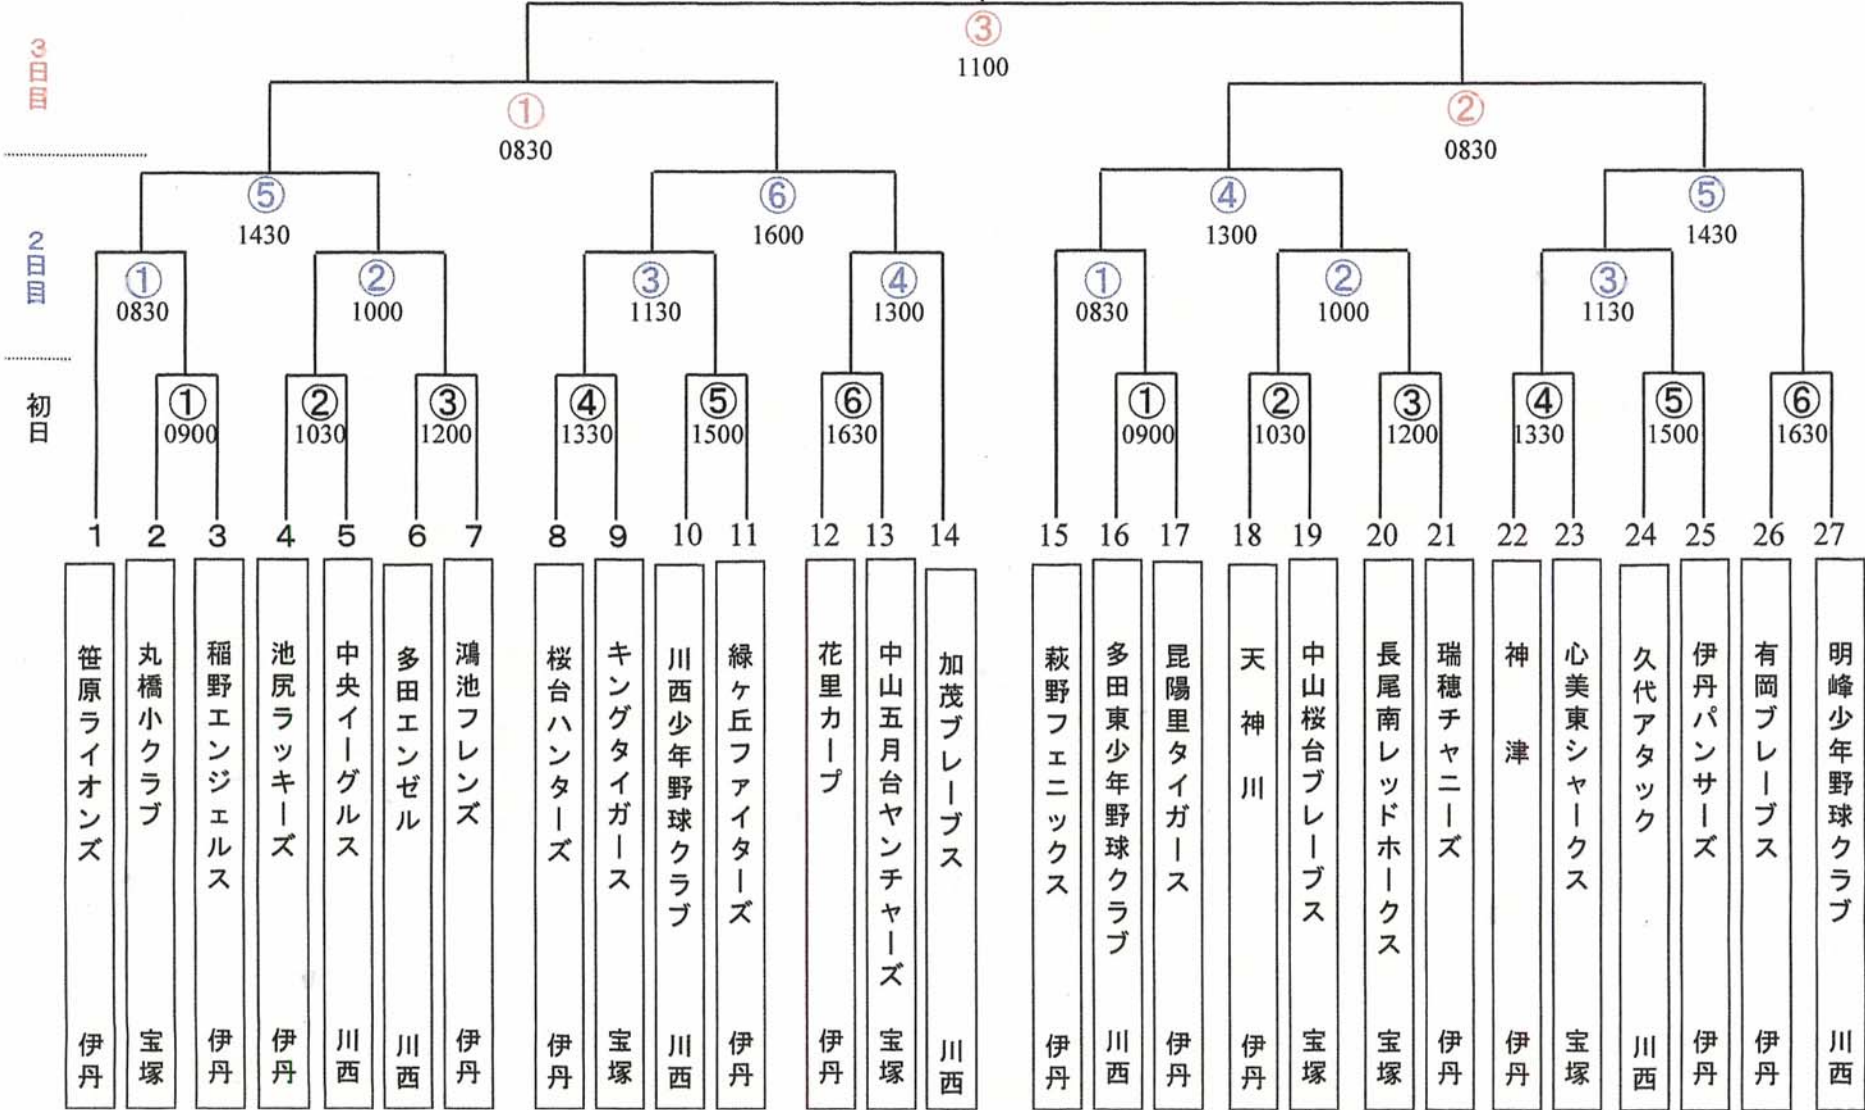 ③
1100
3日目
① ②
0830 0830
⑤ ⑥ ④ ⑤
1430 1600 1300 1430
2日目
① ② ③ ④ ① ② ③
0830 1000 1130 1300 0830 1000 1130
初日
① ② ③ ④ ⑤ ⑥ ① ② ③ ④ ⑤ ⑥
0900 1030 1200 1330 1500 1630 0900 1030 1200 1330 1500 1630
1 2 3 4 5 6 7 8 9 10 11 12 13 14 15 16 17 18 19 20 21 22 23 24 25 26 27
笹原ライオンズ 伊丹
丸橋小クラブ 宝塚
稲野エンジェルス 伊丹
池尻ラッキーズ 伊丹
中央イーグルス 川西
多田エンゼル 川西
鴻池フレンズ 伊丹
桜台ハンターズ 伊丹
キングタイガース 宝塚
川西少年野球クラブ 川西
緑ヶ丘ファイターズ 伊丹
花里カープ 伊丹
中山五月台ヤンチャーズ 宝塚
加茂ブレーブス 川西
萩野フェニックス 伊丹
多田東少年野球クラブ 川西
昆陽里タイガース 伊丹
天神川 伊丹
中山桜台ブレーブス 宝塚
長尾南レッドホークス 宝塚
瑞穂チャニーズ 伊丹
神津 伊丹
心美東シャークス 宝塚
久代アタック 川西
伊丹パンサーズ 伊丹
有岡ブレーブス 伊丹
明峰少年野球クラブ 川西